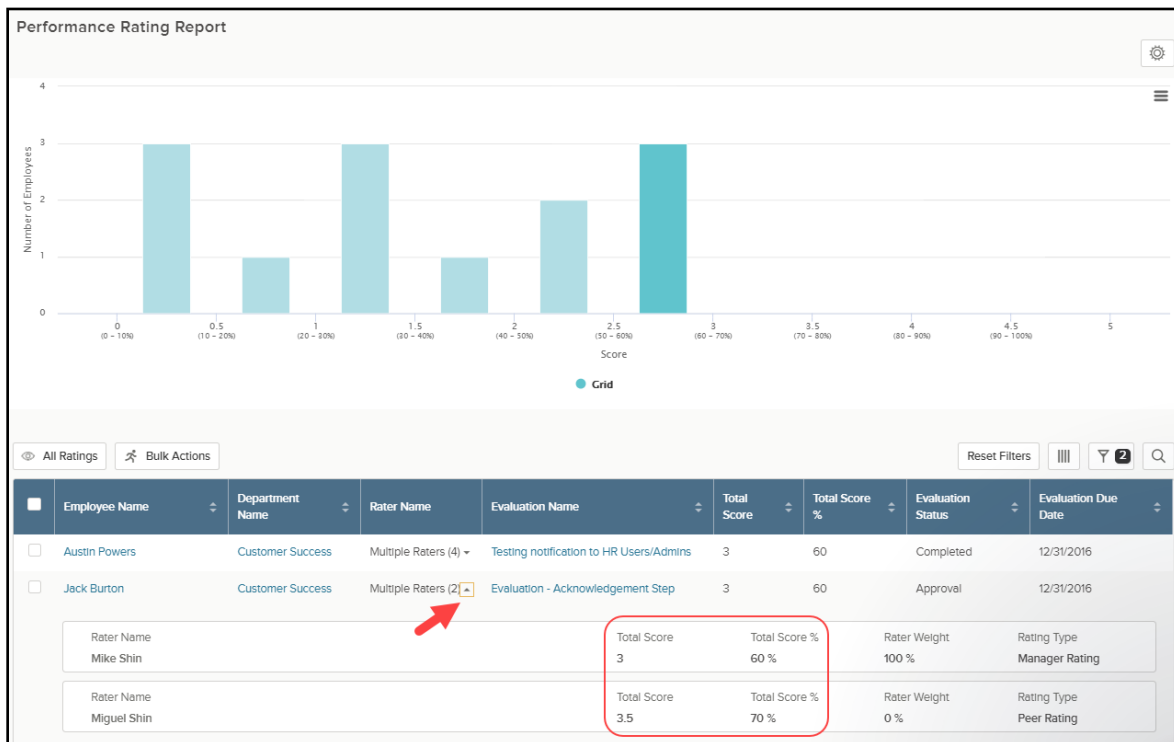 Performance Rating Report
4
3
2
1
0
Number of Employees
0 0.5 1 1.5 2 2.5 3 3.5 4 4.5 5
(0 - 10%) (10 - 20%) (20 - 30%) (30 - 40%) (40 - 50%) (50 - 60%) (60 - 70%) (70 - 80%) (80 - 90%) (90 - 100%)
Score
Grid
All Ratings Bulk Actions Reset Filters 2
Employee Name Department Name Rater Name Evaluation Name Total Score Total Score % Evaluation Status Evaluation Due Date
Austin Powers Customer Success Multiple Raters (4) Testing notification to HR Users/Admins 3 60 Completed 12/31/2016
Jack Burton Customer Success Multiple Raters (2) Evaluation - Acknowledgement Step 3 60 Approval 12/31/2016
Rater Name Total Score Total Score % Rater Weight Rating Type
Mike Shin 3 60 % 100 % Manager Rating
Rater Name Total Score Total Score % Rater Weight Rating Type
Miguel Shin 3.5 70 % 0 % Peer Rating